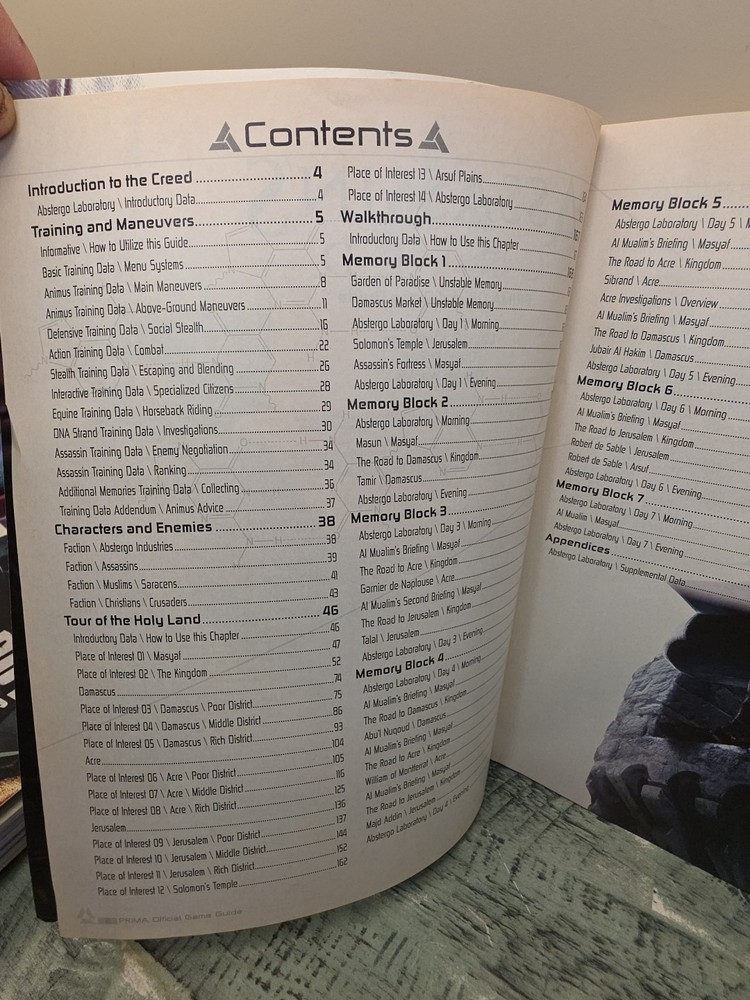 Contents
Introduction to the Creed 4
Abstergo Laboratory \ Introductory Data 4
Training and Maneuvers 5
Informative \ How to Utilize this Guide 5
Basic Training Data \ Menu Systems 5
Animus Training Data \ Main Maneuvers 8
Animus Training Data \ Above-Ground Maneuvers 11
Defensive Training Data \ Social Stealth 16
Action Training Data \ Combat 22
Stealth Training Data \ Escaping and Blending 26
Interactive Training Data \ Specialized Citizens 28
Equine Training Data \ Horseback Riding 29
DNA Strand Training Data \ Investigations 30
Assassin Training Data \ Enemy Negotiation 34
Assassin Training Data \ Ranking 34
Additional Memories Training Data \ Collecting 36
Training Data Addendum \ Animus Advice 37
Characters and Enemies 38
Faction \ Abstergo Industries 38
Faction \ Assassins 39
Faction \ Muslims \ Saracens 41
Faction \ Christians \ Crusaders 43
Tour of the Holy Land 46
Introductory Data \ How to Use this Chapter 46
Place of Interest 01 \ Masyaf 47
Place of Interest 02 \ The Kingdom 52
Damascus 74
Place of Interest 03 \ Damascus \ Poor District 75
Place of Interest 04 \ Damascus \ Middle District 86
Place of Interest 05 \ Damascus \ Rich District 93
Acre 104
Place of Interest 06 \ Acre \ Poor District 105
Place of Interest 07 \ Acre \ Middle District 116
Place of Interest 08 \ Acre \ Rich District 125
Jerusalem 136
Place of Interest 09 \ Jerusalem \ Poor District 137
Place of Interest 10 \ Jerusalem \ Middle District 144
Place of Interest 11 \ Jerusalem \ Rich District 152
Place of Interest 12 \ Solomon's Temple 162
PRIMA Official Game Guide
Place of Interest 13 \ Arsuf Plains
Place of Interest 14 \ Abstergo Laboratory
Walkthrough
Introductory Data \ How to Use this Chapter
Memory Block 1
Garden of Paradise \ Unstable Memory
Damascus Market \ Unstable Memory
Abstergo Laboratory \ Day 1 \ Morning
Solomon's Temple \ Jerusalem
Assassin's Fortress \ Masyaf
Abstergo Laboratory \ Day 1 \ Evening
Memory Block 2
Abstergo Laboratory \ Morning
Masun \ Masyaf
The Road to Damascus \ Kingdom
Tamir \ Damascus
Abstergo Laboratory \ Evening
Memory Block 3
Abstergo Laboratory \ Day 3 \ Morning
Al Mualim's Briefing \ Masyaf
The Road to Acre \ Kingdom
Garnier de Naplouse \ Acre
Al Mualim's Second Briefing \ Masyaf
The Road to Jerusalem \ Kingdom
Talal \ Jerusalem
Abstergo Laboratory \ Day 3 \ Evening
Memory Block 4
Abstergo Laboratory \ Day 4 \ Morning
Al Mualim's Briefing \ Masyaf
The Road to Damascus \ Kingdom
Abu'l Nuqoud \ Damascus
Al Mualim's Briefing \ Masyaf
The Road to Acre \ Kingdom
William of Montferrat \ Acre
Al Mualim's Briefing \ Masyaf
The Road to Jerusalem \ Kingdom
Majd Addin \ Jerusalem
Abstergo Laboratory \ Day 4 \ Evening
Memory Block 5
Abstergo Laboratory \ Day 5 \
Al Mualim's Briefing \ Masyaf
The Road to Acre \ Kingdom
Sibrand \ Acre
Acre Investigations \ Overview
Al Mualim's Briefing \ Masyaf
The Road to Damascus \ Kingdom
Jubair Al Hakim \ Damascus
Abstergo Laboratory \ Day 5 \ Evening
Memory Block 6
Abstergo Laboratory \ Day 6 \ Morning
Al Mualim's Briefing \ Masyaf
The Road to Jerusalem \ Kingdom
Robert de Sable \ Jerusalem
Robert de Sable \ Arsuf
Abstergo Laboratory \ Day 6 \ Evening
Memory Block 7
Abstergo Laboratory \ Day 7 \ Morning
Al Mualim \ Masyaf
Abstergo Laboratory \ Day 7 \ Evening
Appendices
Abstergo Laboratory \ Supplemental Data